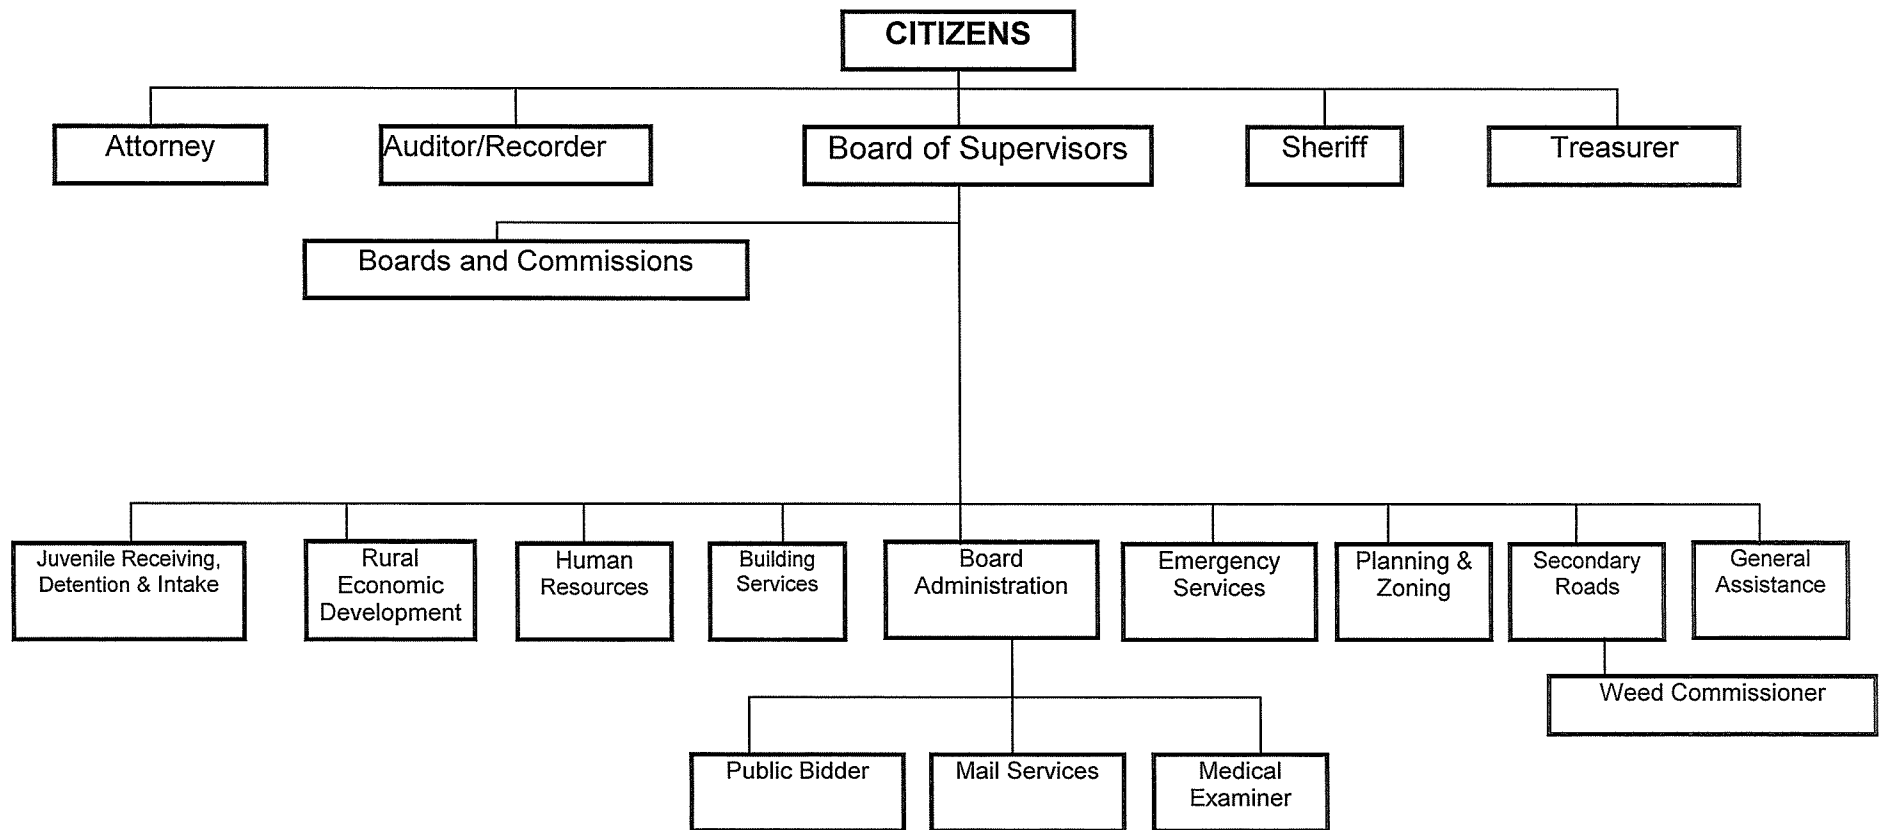 CITIZENS
Attorney
Auditor/Recorder
Board of Supervisors
Sheriff
Treasurer
Boards and Commissions
Juvenile Receiving,
Detention & Intake
Rural
Economic
Development
Human
Resources
Building
Services
Board
Administration
Emergency
Services
Planning &
Zoning
Secondary
Roads
General
Assistance
Weed Commissioner
Public Bidder
Mail Services
Medical
Examiner